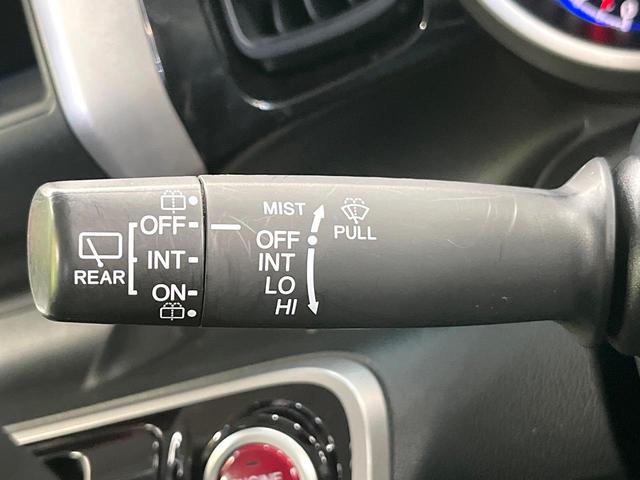 OFF
REAR
INT
ON
MIST
OFF
INT
LO
HI
PULL